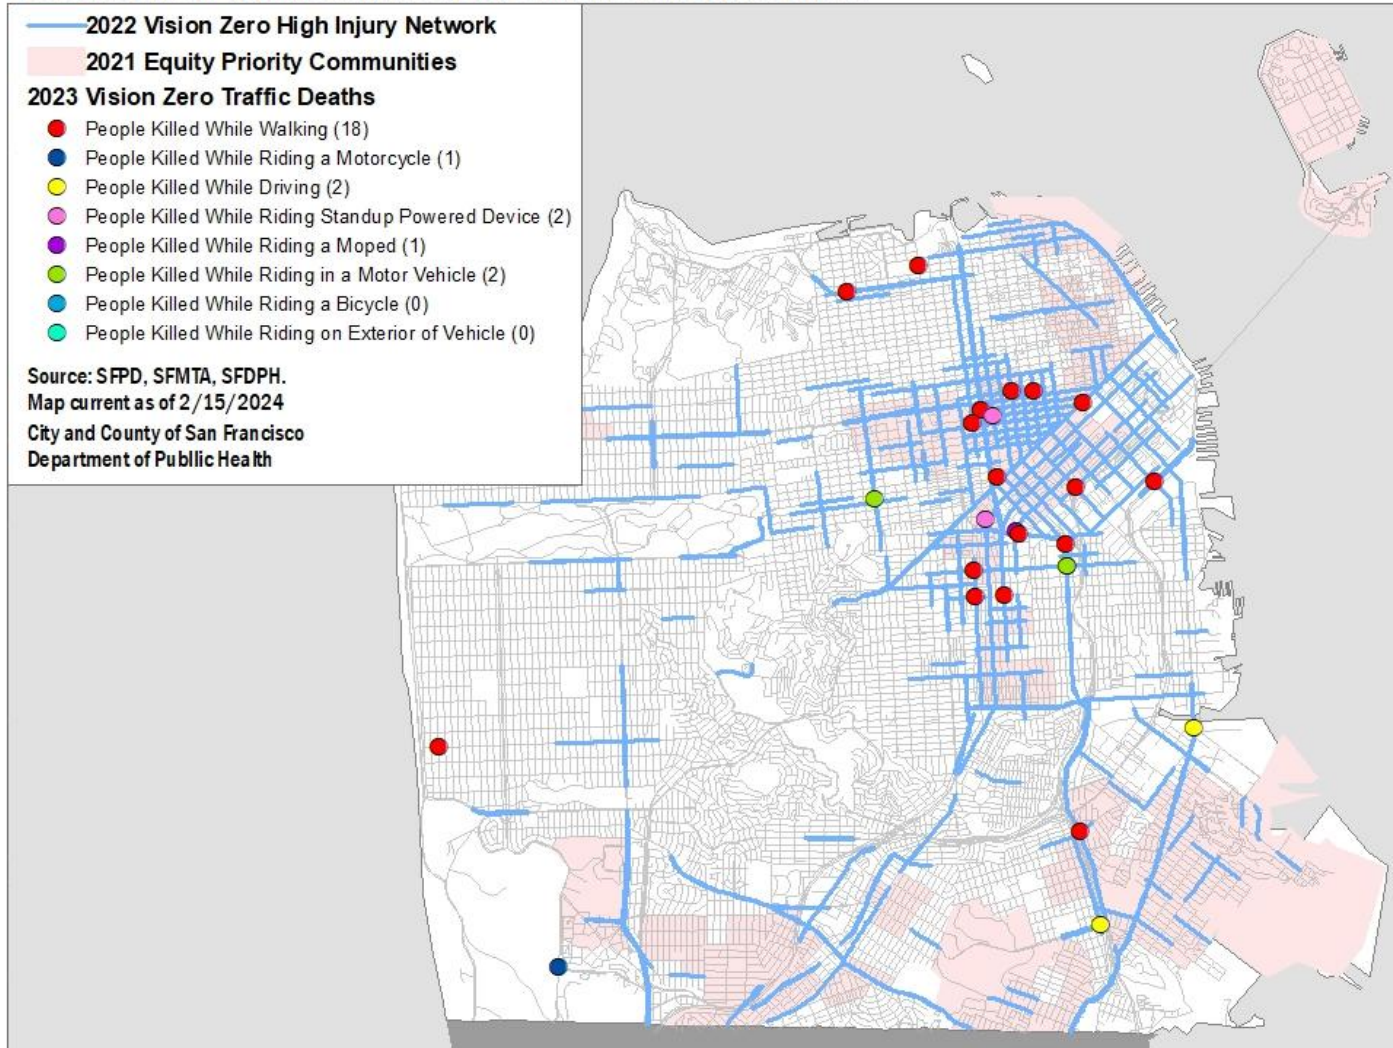 2022 Vision Zero High Injury Network
2021 Equity Priority Communities
2023 Vision Zero Traffic Deaths
People Killed While Walking (18)
People Killed While Riding a Motorcycle (1)
People Killed While Driving (2)
People Killed While Riding Standup Powered Device (2)
People Killed While Riding a Moped (1)
People Killed While Riding in a Motor Vehicle (2)
People Killed While Riding a Bicycle (0)
People Killed While Riding on Exterior of Vehicle (0)
Source: SFPD, SFMTA, SFDPH.
Map current as of 2/15/2024
City and County of San Francisco
Department of Publlic Health